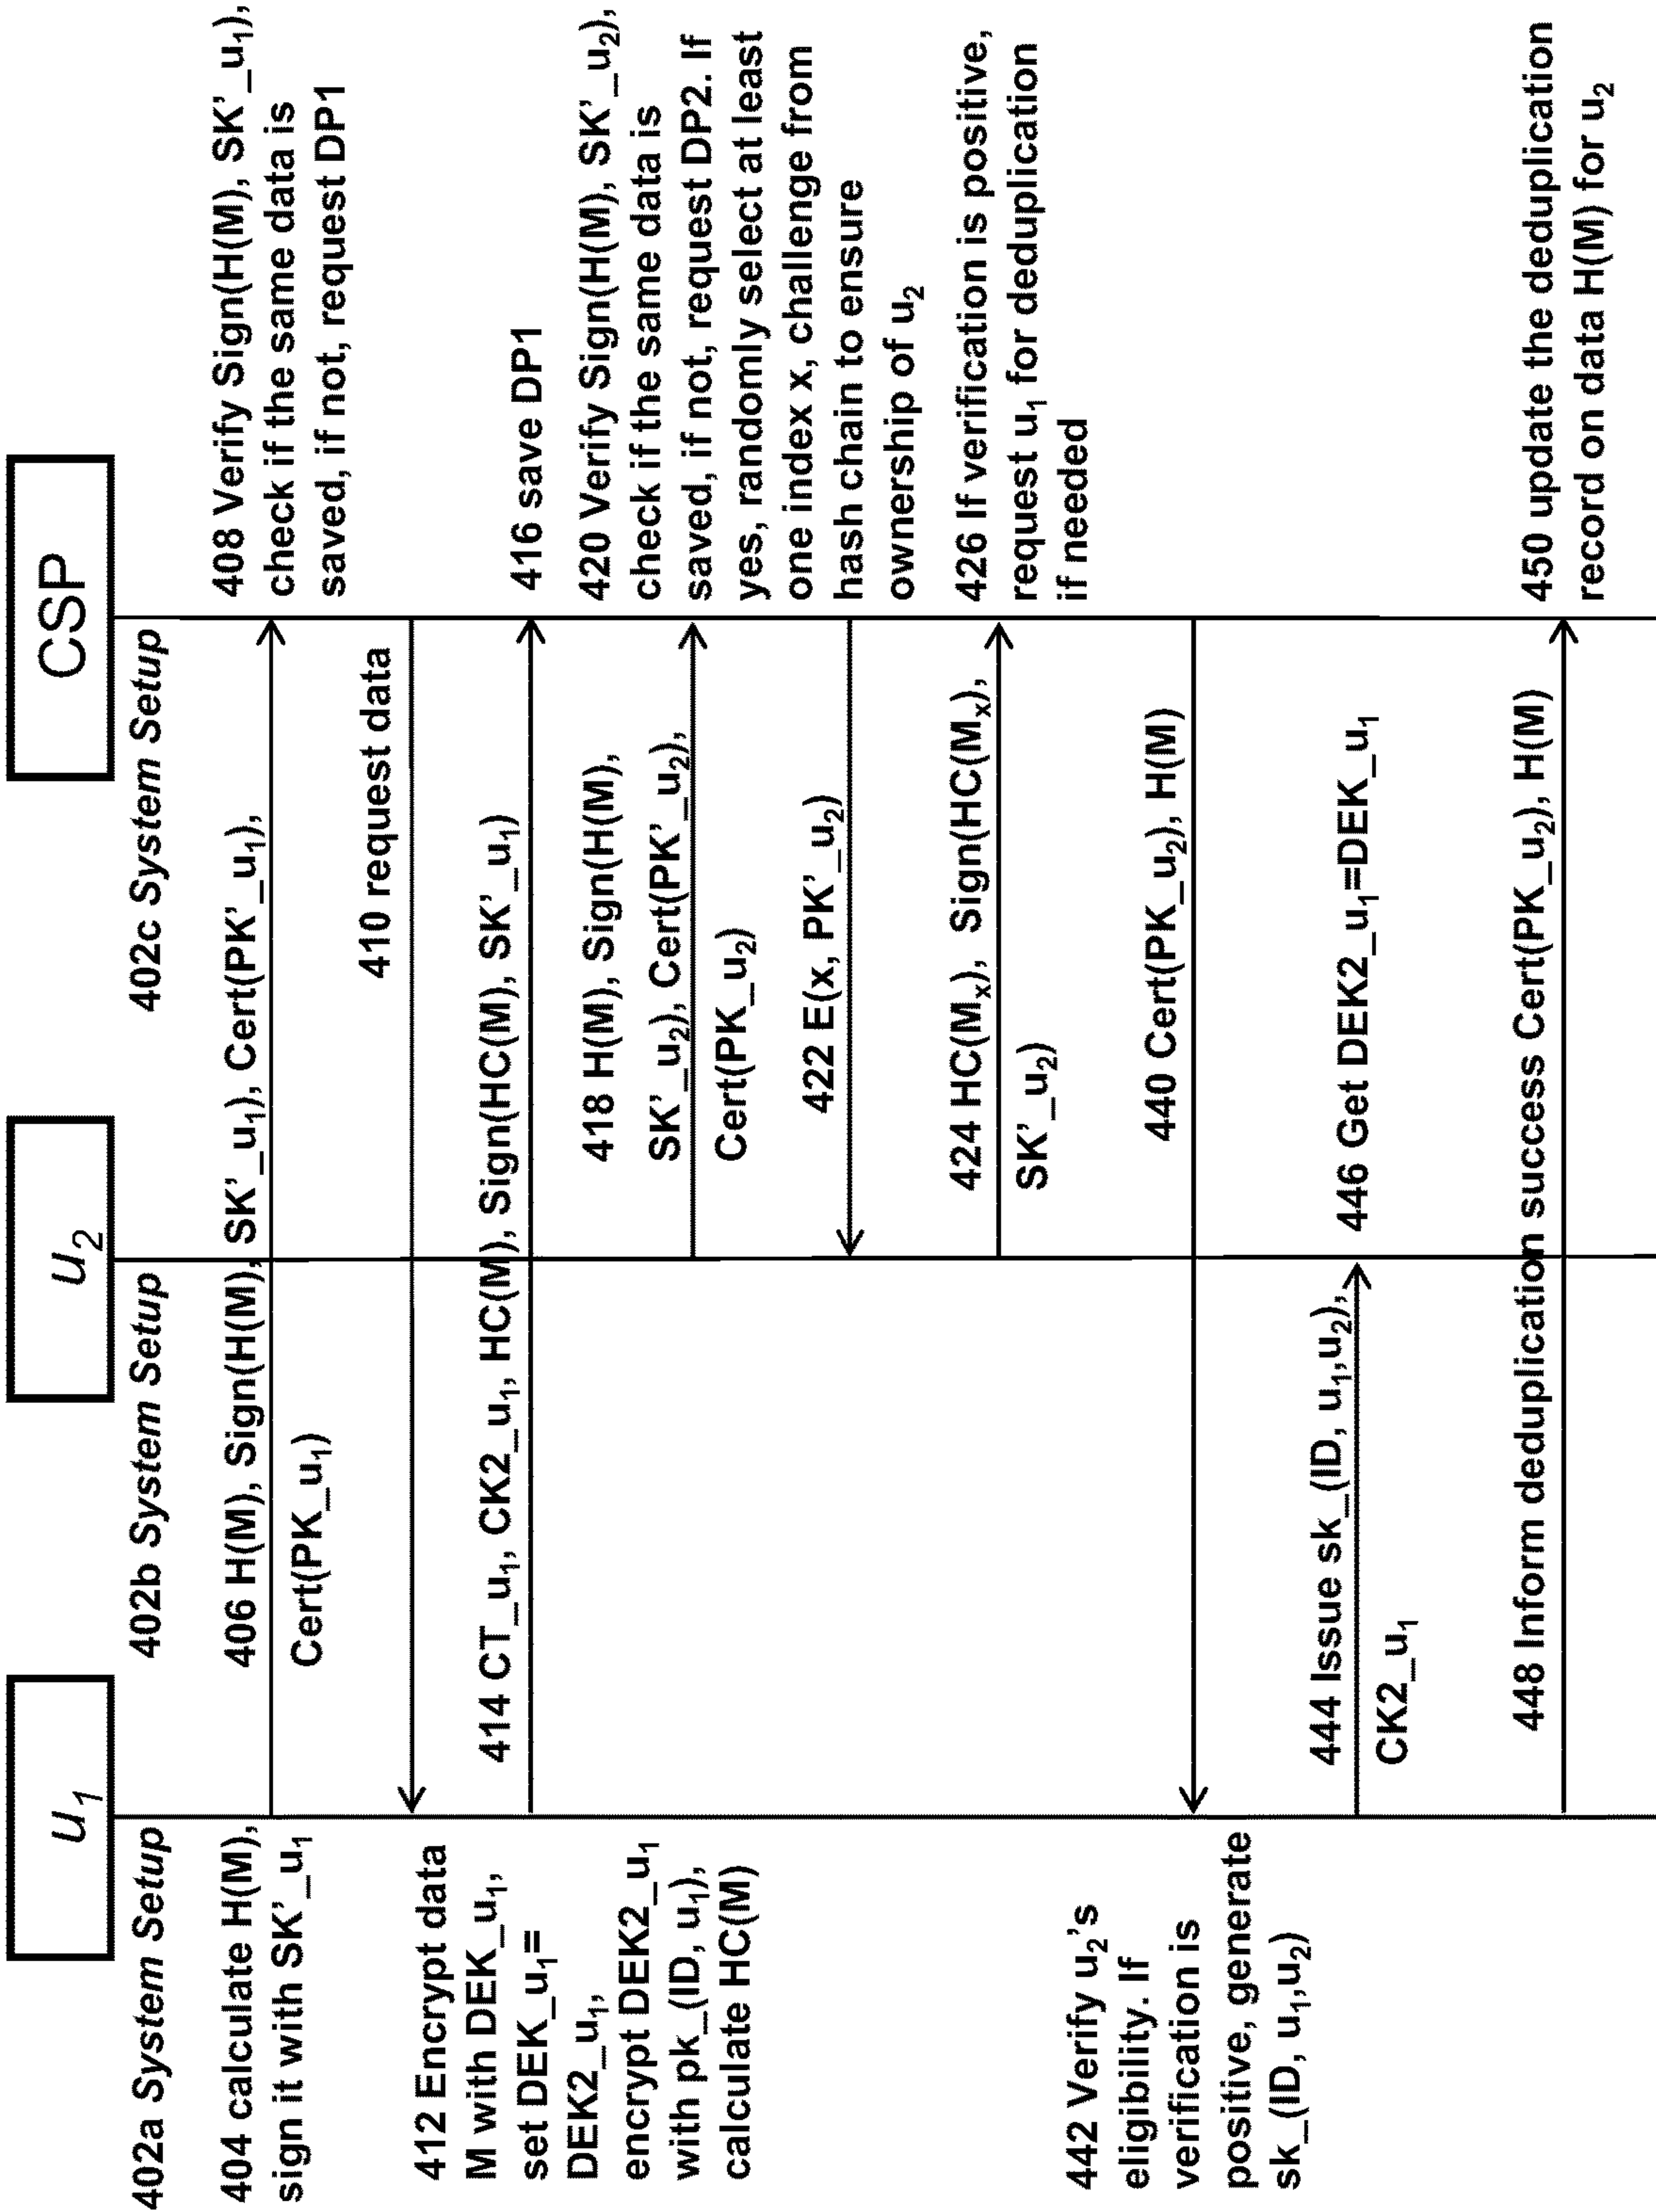 u1
u2
CSP
402a System Setup
402b System Setup
402c System Setup
404 calculate H(M),
sign it with SK’_u1
406 H(M), Sign(H(M), SK’_u1), Cert(PK’_u1),
Cert(PK_u1)
408 Verify Sign(H(M), SK’_u1),
check if the same data is
saved, if not, request DP1
410 request data
412 Encrypt data
M with DEK_u1,
set DEK_u1=
DEK2_u1,
encrypt DEK2_u1
with pk_(ID, u1),
calculate HC(M)
414 CT_u1, CK2_u1, HC(M), Sign(HC(M), SK’_u1)
416 save DP1
418 H(M), Sign(H(M),
SK’_u2), Cert(PK’_u2),
Cert(PK_u2)
420 Verify Sign(H(M), SK’_u2),
check if the same data is
saved, if not, request DP2. If
yes, randomly select at least
one index x, challenge from
hash chain to ensure
ownership of u2
422 E(x, PK’_u2)
424 HC(Mx), Sign(HC(Mx),
SK’_u2)
426 If verification is positive,
request u1 for deduplication
if needed
440 Cert(PK_u2), H(M)
442 Verify u2’s
eligibility. If
verification is
positive, generate
sk_(ID, u1,u2)
444 Issue sk_(ID, u1,u2),
CK2_u1
446 Get DEK2_u1=DEK_u1
448 Inform deduplication success Cert(PK_u2), H(M)
450 update the deduplication
record on data H(M) for u2